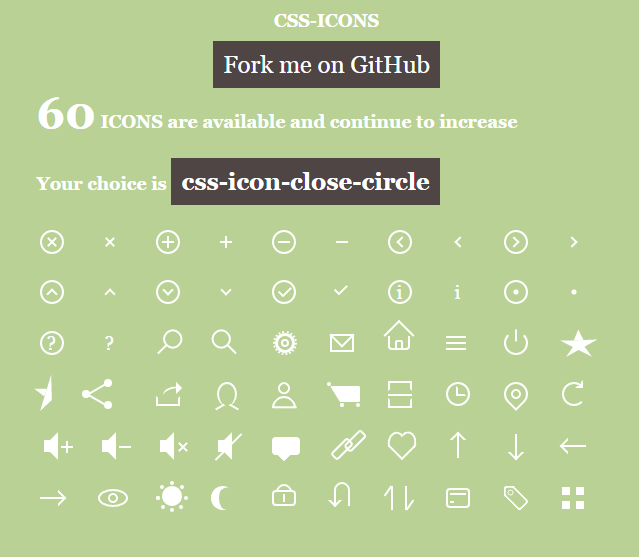 CSS-ICONS
Fork me on GitHub
60 ICONS are available and continue to increase
Your choice is css-icon-close-circle